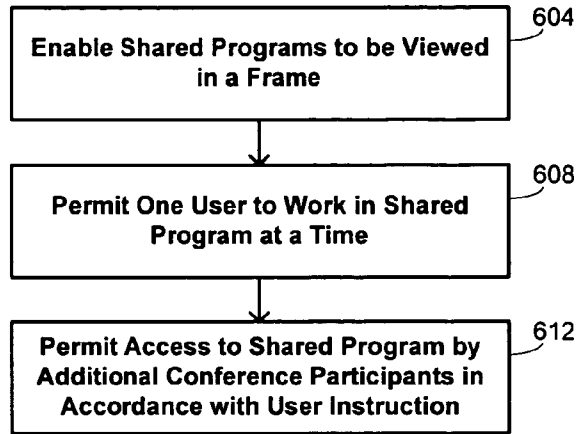 604
Enable Shared Programs to be Viewed
in a Frame
608
Permit One User to Work in Shared
Program at a Time
612
Permit Access to Shared Program by
Additional Conference Participants in
Accordance with User Instruction